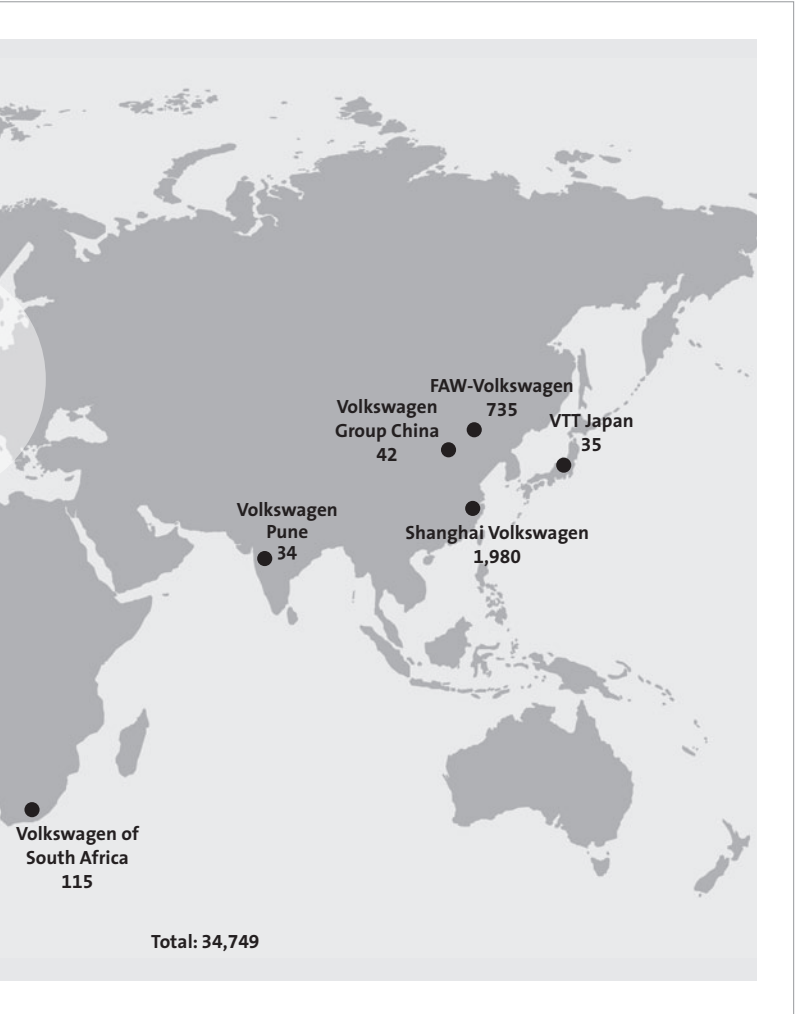 FAW-Volkswagen
735
Volkswagen
Group China
42
VTT Japan
35
Volkswagen
Pune
34
Shanghai Volkswagen
1,980
Volkswagen of
South Africa
115
Total: 34,749